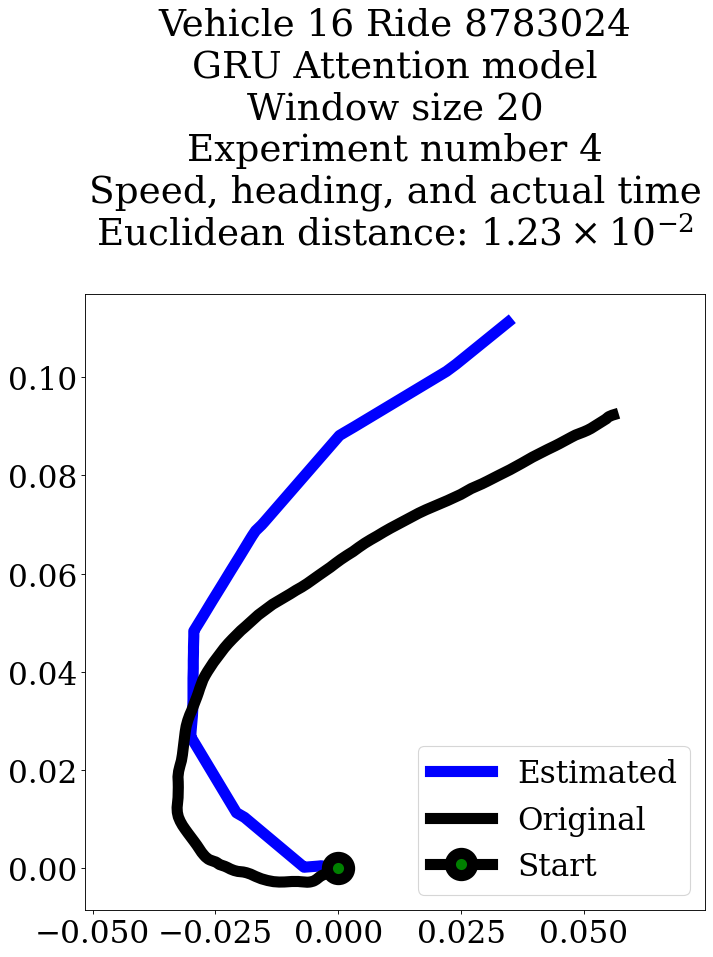 Vehicle 16 Ride 8783024
GRU Attention model
Window size 20
Experiment number 4
Speed, heading, and actual time
Euclidean distance: 1.23 × 10⁻²
0.10
0.08
0.06
0.04
0.02
0.00
Estimated
Original
Start
−0.050 −0.025 0.000 0.025 0.050